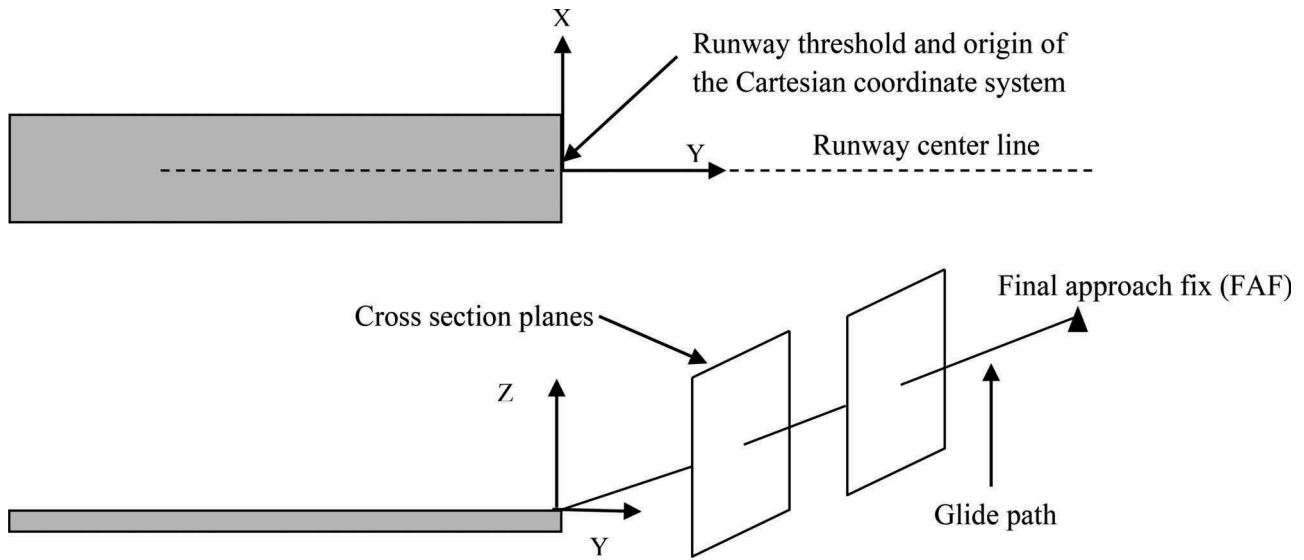 X
Runway threshold and origin of
the Cartesian coordinate system
Y
Runway center line
Final approach fix (FAF)
Cross section planes
Z
Glide path
Y